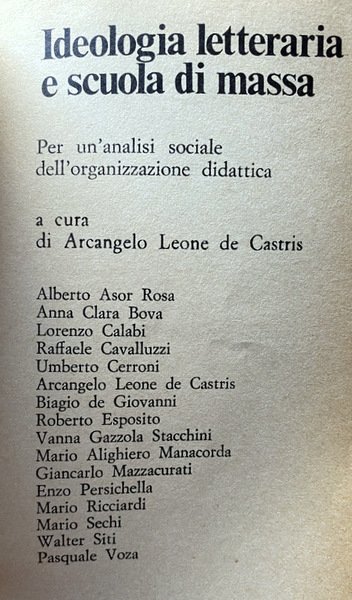 Ideologia letteraria
e scuola di massa
Per un'analisi sociale
dell'organizzazione didattica
a cura
di Arcangelo Leone de Castris
Alberto Asor Rosa
Anna Clara Bova
Lorenzo Calabi
Raffaele Cavalluzzi
Umberto Cerroni
Arcangelo Leone de Castris
Biagio de Giovanni
Roberto Esposito
Vanna Gazzola Stacchini
Mario Alighiero Manacorda
Giancarlo Mazzacurati
Enzo Persichella
Mario Ricciardi
Mario Sechi
Walter Siti
Pasquale Voza